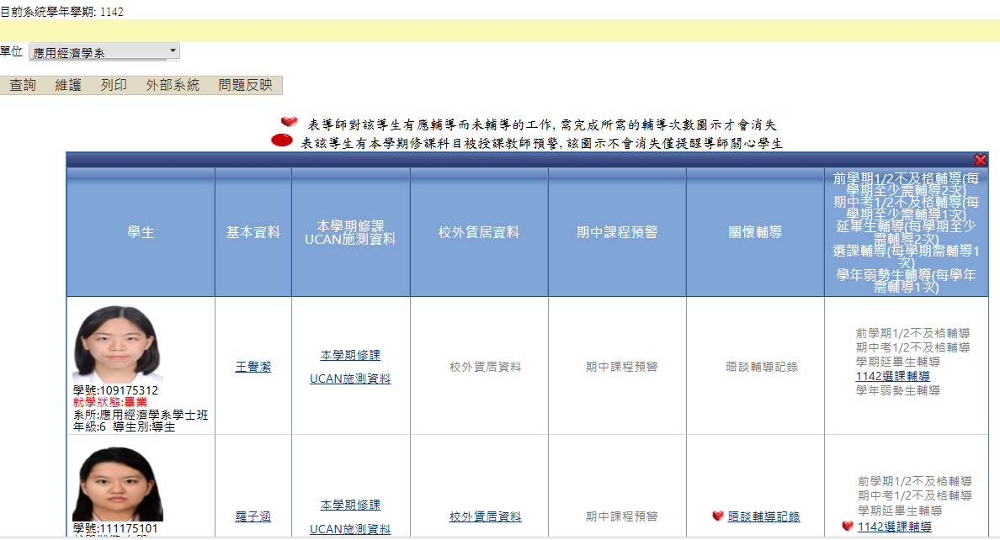 目前系統學年學期: 1142
單位 應用經濟學系
查詢 維護 列印 外部系統 問題反映
表導師對該導生有應輔導而未輔導的工作,需完成所需的輔導次數圖示才會消失
表該導生有本學期修課科目被授課教師預警,該圖示不會消失僅提醒導師關心學生
學生
基本資料
本學期修課
UCAN施測資料
校外賃居資料
期中課程預警
關懷輔導
前學期1/2不及格輔導(每
學期至少需輔導2次)
期中考1/2不及格輔導(每
學期至少需輔導1次)
延畢生輔導(每學期至少
需輔導2次)
選課輔導(每學期需輔導1
次)
學年弱勢生輔導(每學年
需輔導1次)
學號:109175312
就學狀態:畢業
系所:應用經濟學系學士班
年級:6 導生別:導生
王譽潔
本學期修課
UCAN施測資料
校外賃居資料
期中課程預警
晤談輔導記錄
前學期1/2不及格輔導
期中考1/2不及格輔導
學期延畢生輔導
1142選課輔導
學年弱勢生輔導
學號:111175101
羅子涵
本學期修課
UCAN施測資料
校外賃居資料
期中課程預警
晤談輔導記錄
前學期1/2不及格輔導
期中考1/2不及格輔導
學期延畢生輔導
1142選課輔導